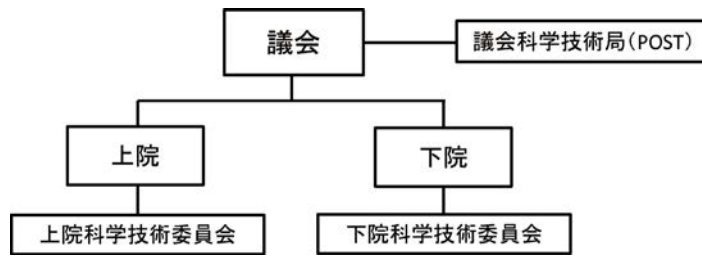 議会
議会科学技術局（POST）
上院
下院
上院科学技術委員会
下院科学技術委員会